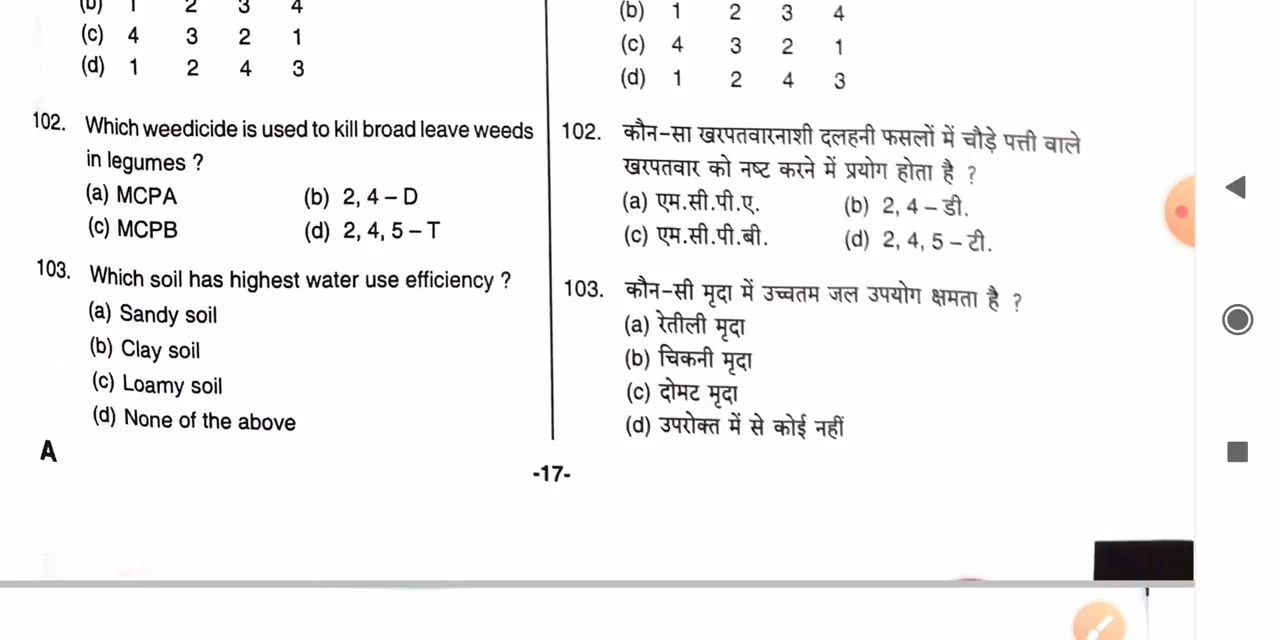 (b) 1 2 3 4
(c) 4 3 2 1
(d) 1 2 4 3
102. Which weedicide is used to kill broad leave weeds
in legumes ?
(a) MCPA (b) 2, 4 – D
(c) MCPB (d) 2, 4, 5 – T
103. Which soil has highest water use efficiency ?
(a) Sandy soil
(b) Clay soil
(c) Loamy soil
(d) None of the above
A
(b) 1 2 3 4
(c) 4 3 2 1
(d) 1 2 4 3
102. कौन-सा खरपतवारनाशी दलहनी फसलों में चौड़े पत्ती वाले
खरपतवार को नष्ट करने में प्रयोग होता है ?
(a) एम.सी.पी.ए. (b) 2, 4 – डी.
(c) एम.सी.पी.बी. (d) 2, 4, 5 – टी.
103. कौन-सी मृदा में उच्चतम जल उपयोग क्षमता है ?
(a) रेतीली मृदा
(b) चिकनी मृदा
(c) दोमट मृदा
(d) उपरोक्त में से कोई नहीं
-17-